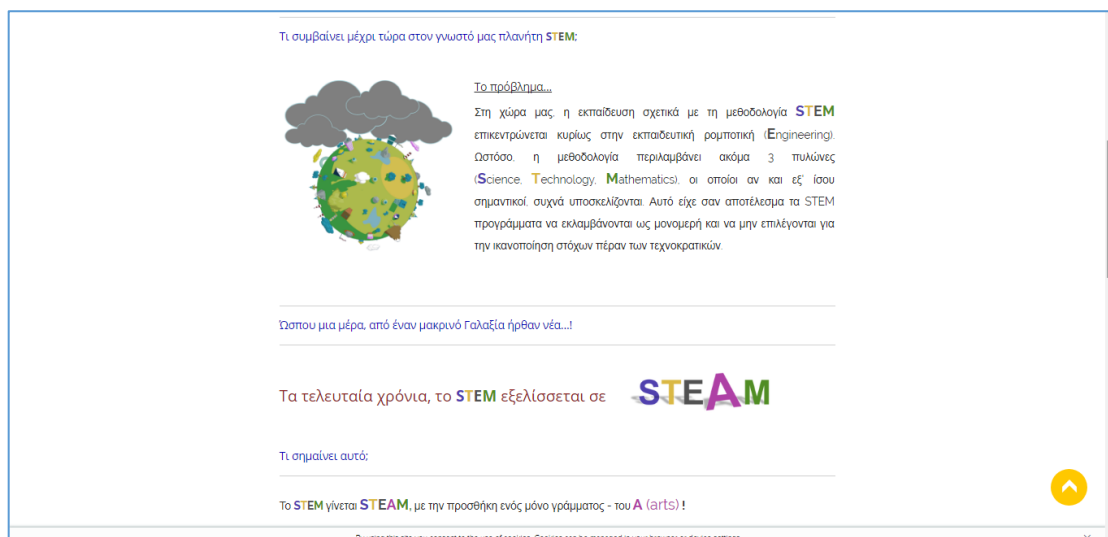 Τι συμβαίνει μέχρι τώρα στον γνωστό μας πλανήτη STEM;
Το πρόβλημα...
Στη χώρα μας, η εκπαίδευση σχετικά με τη μεθοδολογία STEM
επικεντρώνεται κυρίως στην εκπαιδευτική ρομποτική (Engineering).
Ωστόσο, η μεθοδολογία περιλαμβάνει ακόμα 3 πυλώνες
(Science, Technology, Mathematics), οι οποίοι αν και εξ' ίσου
σημαντικοί, συχνά υποσκελίζονται. Αυτό είχε σαν αποτέλεσμα τα STEM
προγράμματα να εκλαμβάνονται ως μονομερή και να μην επιλέγονται για
την ικανοποίηση στόχων πέραν των τεχνοκρατικών.
Ώσπου μια μέρα, από έναν μακρινό Γαλαξία ήρθαν νέα...!
Τα τελευταία χρόνια, το STEM εξελίσσεται σε STEAM
Τι σημαίνει αυτό;
Το STEM γίνεται STEAM, με την προσθήκη ενός μόνο γράμματος - του A (arts) !